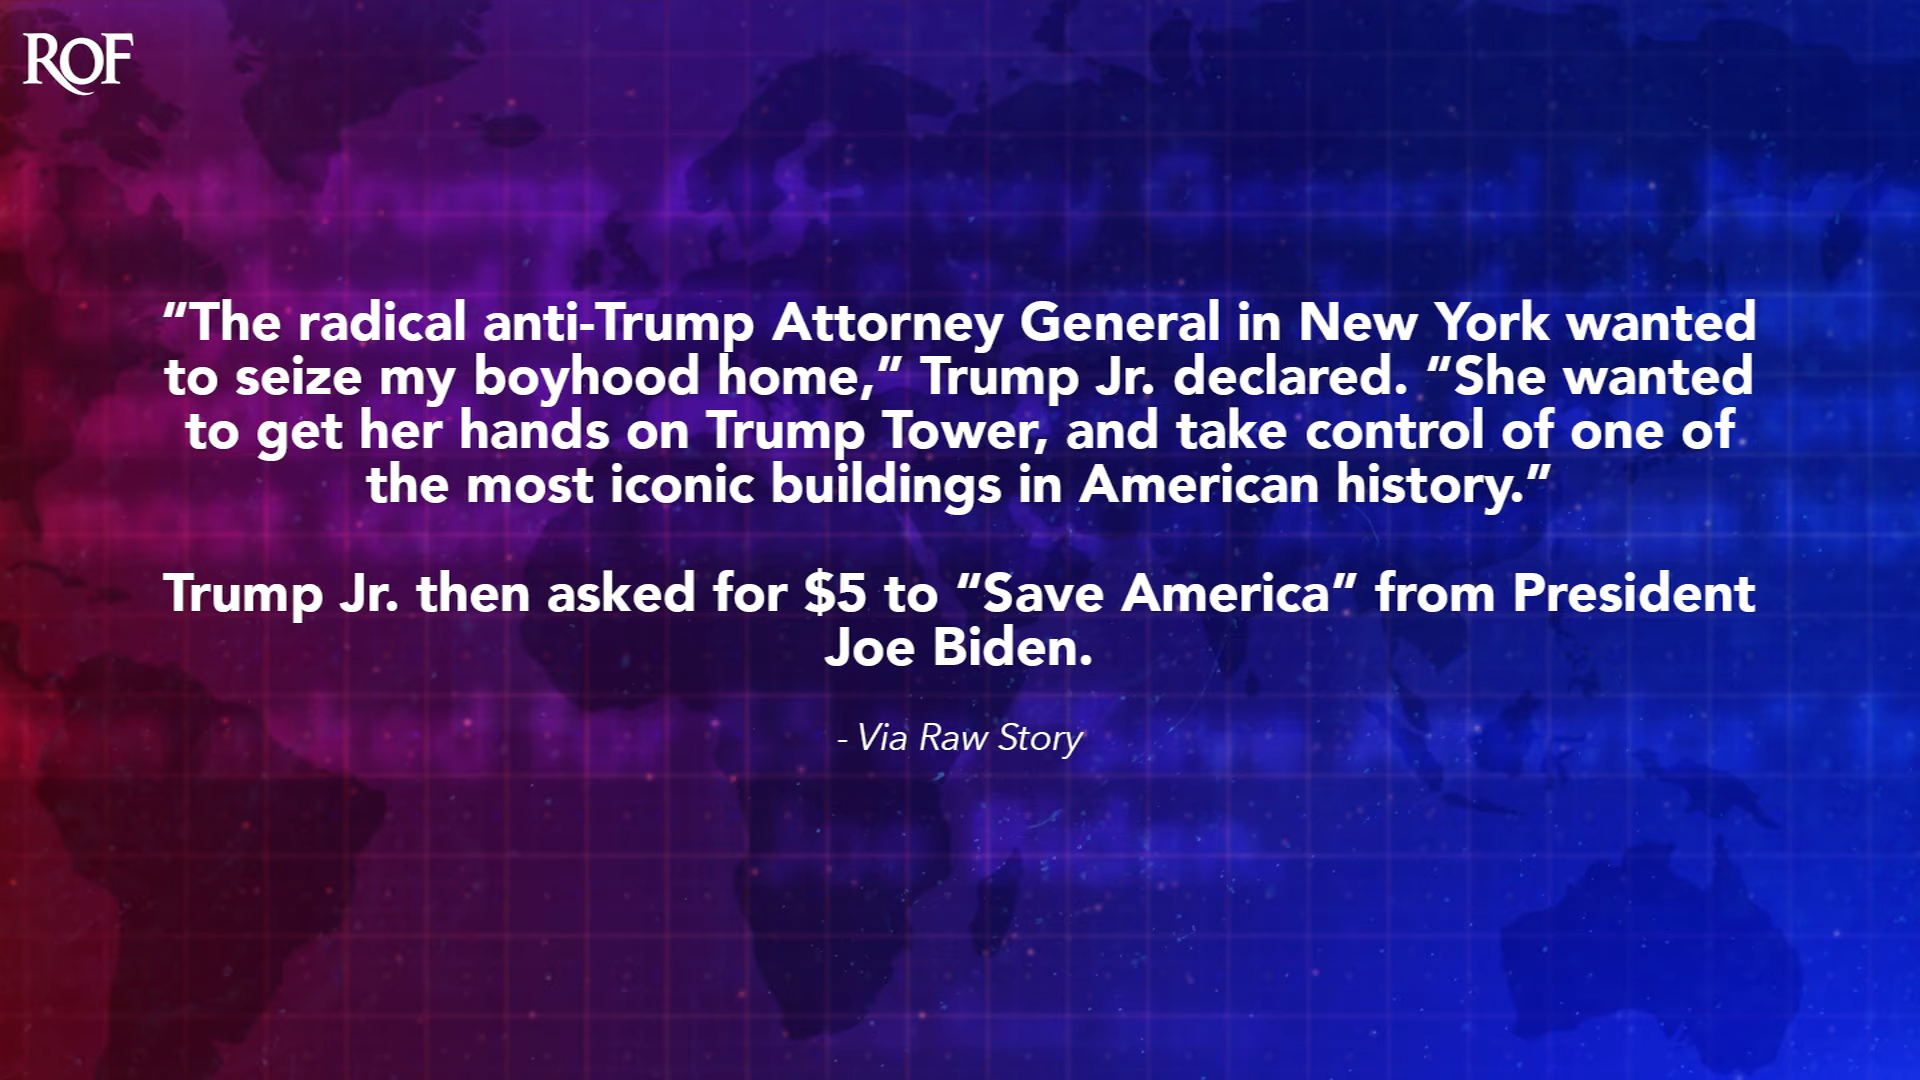 ROF
“The radical anti-Trump Attorney General in New York wanted
to seize my boyhood home,” Trump Jr. declared. “She wanted
to get her hands on Trump Tower, and take control of one of
the most iconic buildings in American history.”
Trump Jr. then asked for $5 to “Save America” from President
Joe Biden.
- Via Raw Story